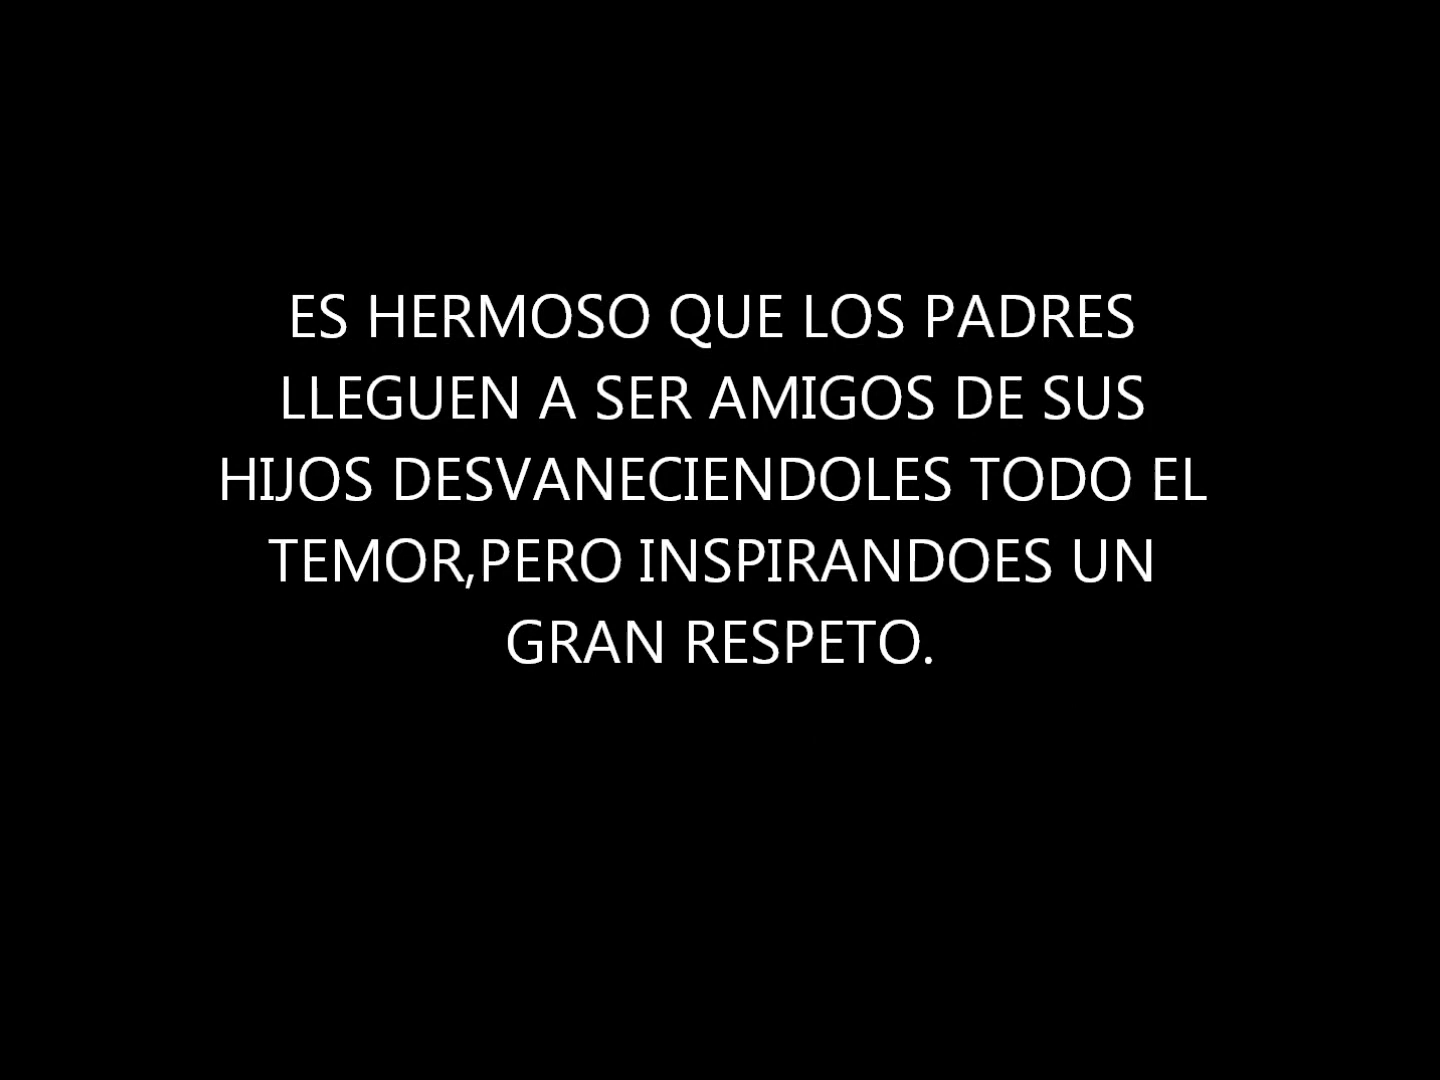 ES HERMOSO QUE LOS PADRES
LLEGUEN A SER AMIGOS DE SUS
HIJOS DESVANECIENDOLES TODO EL
TEMOR,PERO INSPIRANDOES UN
GRAN RESPETO.